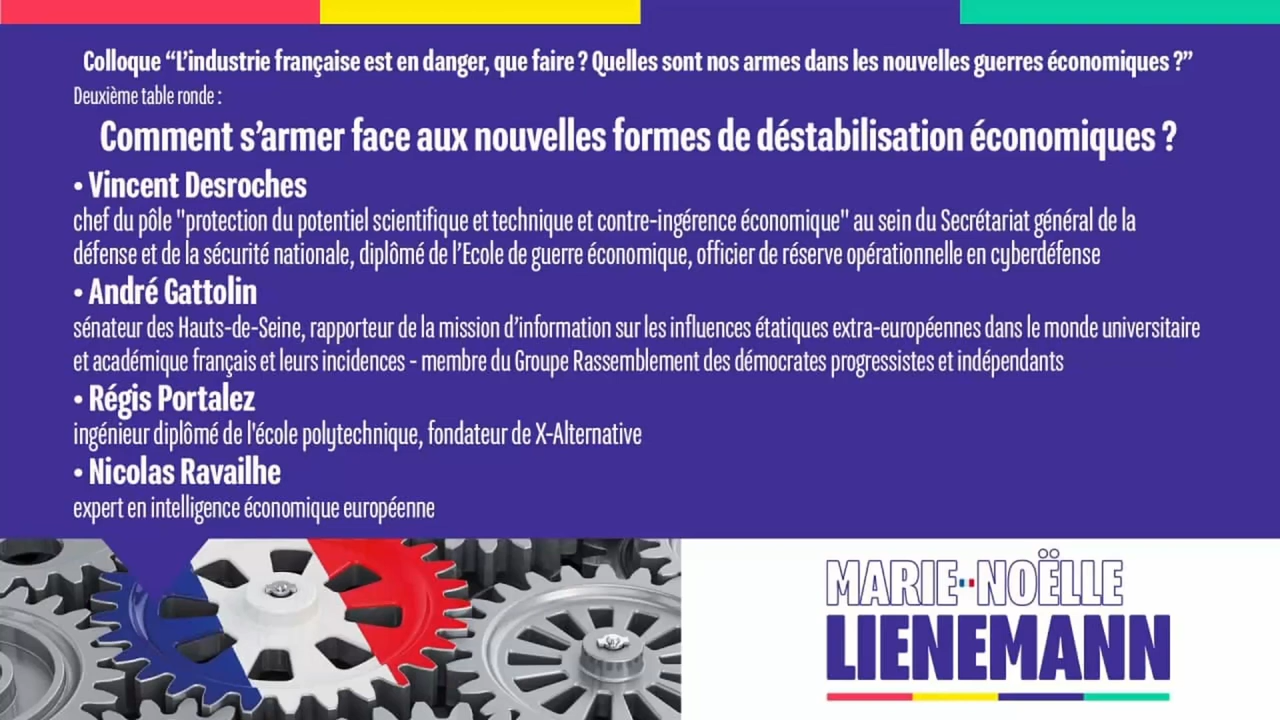 Colloque “L’industrie française est en danger, que faire ? Quelles sont nos armes dans les nouvelles guerres économiques ?”
Deuxième table ronde :
Comment s’armer face aux nouvelles formes de déstabilisation économiques ?
• Vincent Desroches
chef du pôle "protection du potentiel scientifique et technique et contre-ingérence économique" au sein du Secrétariat général de la
défense et de la sécurité nationale, diplômé de l’Ecole de guerre économique, officier de réserve opérationnelle en cyberdéfense
• André Gattolin
sénateur des Hauts-de-Seine, rapporteur de la mission d’information sur les influences étatiques extra-européennes dans le monde universitaire
et académique français et leurs incidences - membre du Groupe Rassemblement des démocrates progressistes et indépendants
• Régis Portalez
ingénieur diplômé de l'école polytechnique, fondateur de X-Alternative
• Nicolas Ravailhe
expert en intelligence économique européenne
MARIE-NOËLLE
LIENEMANN